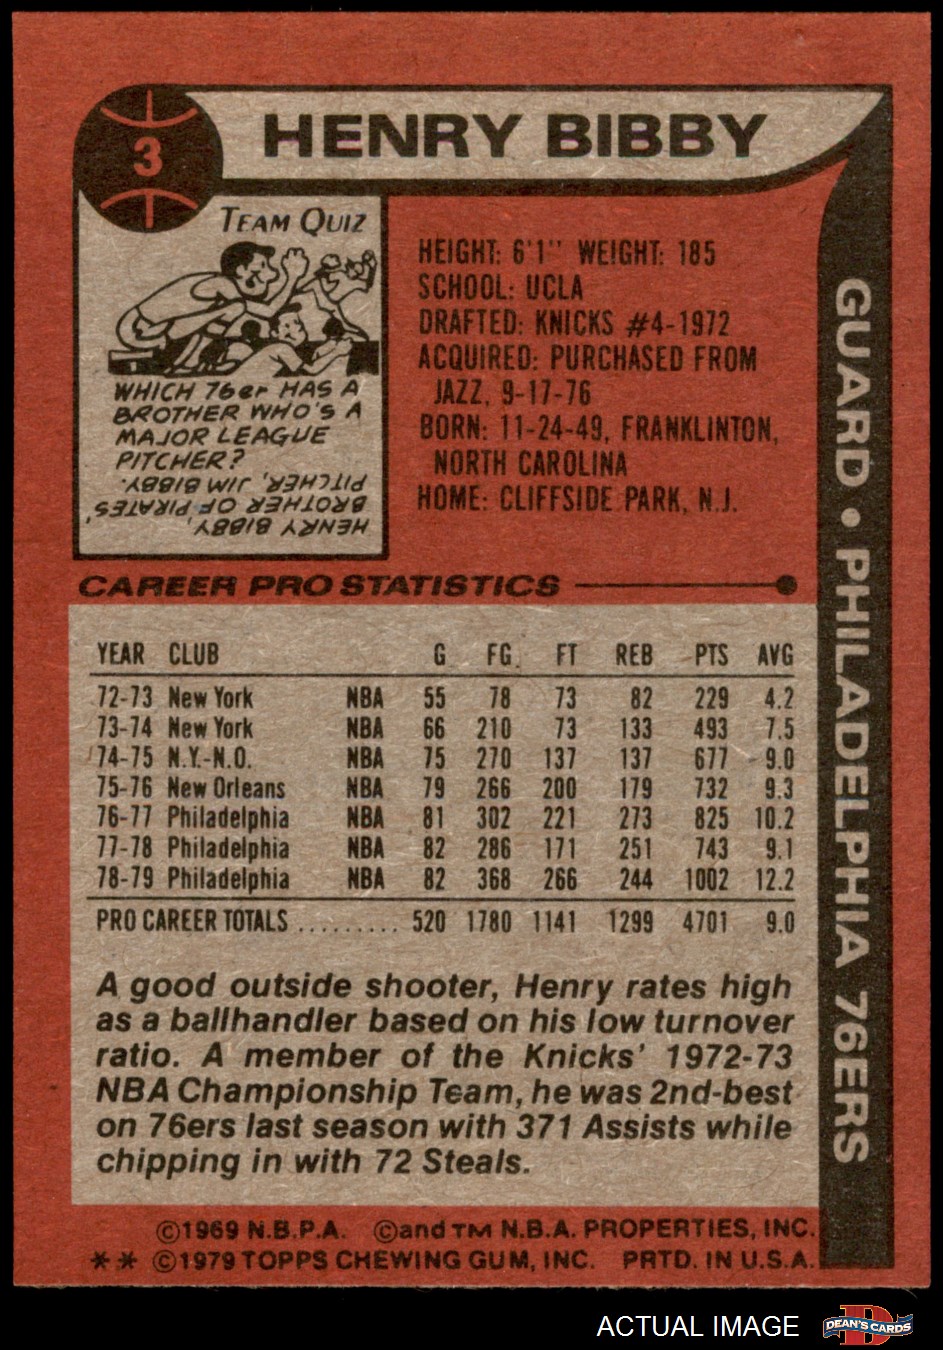 3
HENRY BIBBY
TEAM QUIZ
WHICH 76er HAS A
BROTHER WHO'S A
MAJOR LEAGUE
PITCHER?
HENRY BIBBY,
BROTHER OF PIRATES'
PITCHER, JIM BIBBY.
HEIGHT: 6'1" WEIGHT: 185
SCHOOL: UCLA
DRAFTED: KNICKS #4-1972
ACQUIRED: PURCHASED FROM
JAZZ, 9-17-76
BORN: 11-24-49, FRANKLINTON,
NORTH CAROLINA
HOME: CLIFFSIDE PARK, N.J.
GUARD • PHILADELPHIA 76ERS
CAREER PRO STATISTICS
YEAR CLUB G FG. FT REB PTS AVG
72-73 New York NBA 55 78 73 82 229 4.2
73-74 New York NBA 66 210 73 133 493 7.5
74-75 N.Y.-N.O. NBA 75 270 137 137 677 9.0
75-76 New Orleans NBA 79 266 200 179 732 9.3
76-77 Philadelphia NBA 81 302 221 273 825 10.2
77-78 Philadelphia NBA 82 286 171 251 743 9.1
78-79 Philadelphia NBA 82 368 266 244 1002 12.2
PRO CAREER TOTALS ......... 520 1780 1141 1299 4701 9.0
A good outside shooter, Henry rates high
as a ballhandler based on his low turnover
ratio. A member of the Knicks' 1972-73
NBA Championship Team, he was 2nd-best
on 76ers last season with 371 Assists while
chipping in with 72 Steals.
©1969 N.B.P.A. ©and TM N.B.A. PROPERTIES, INC.
** ©1979 TOPPS CHEWING GUM, INC. PRTD. IN U.S.A.
ACTUAL IMAGE
D
DEAN'S CARDS